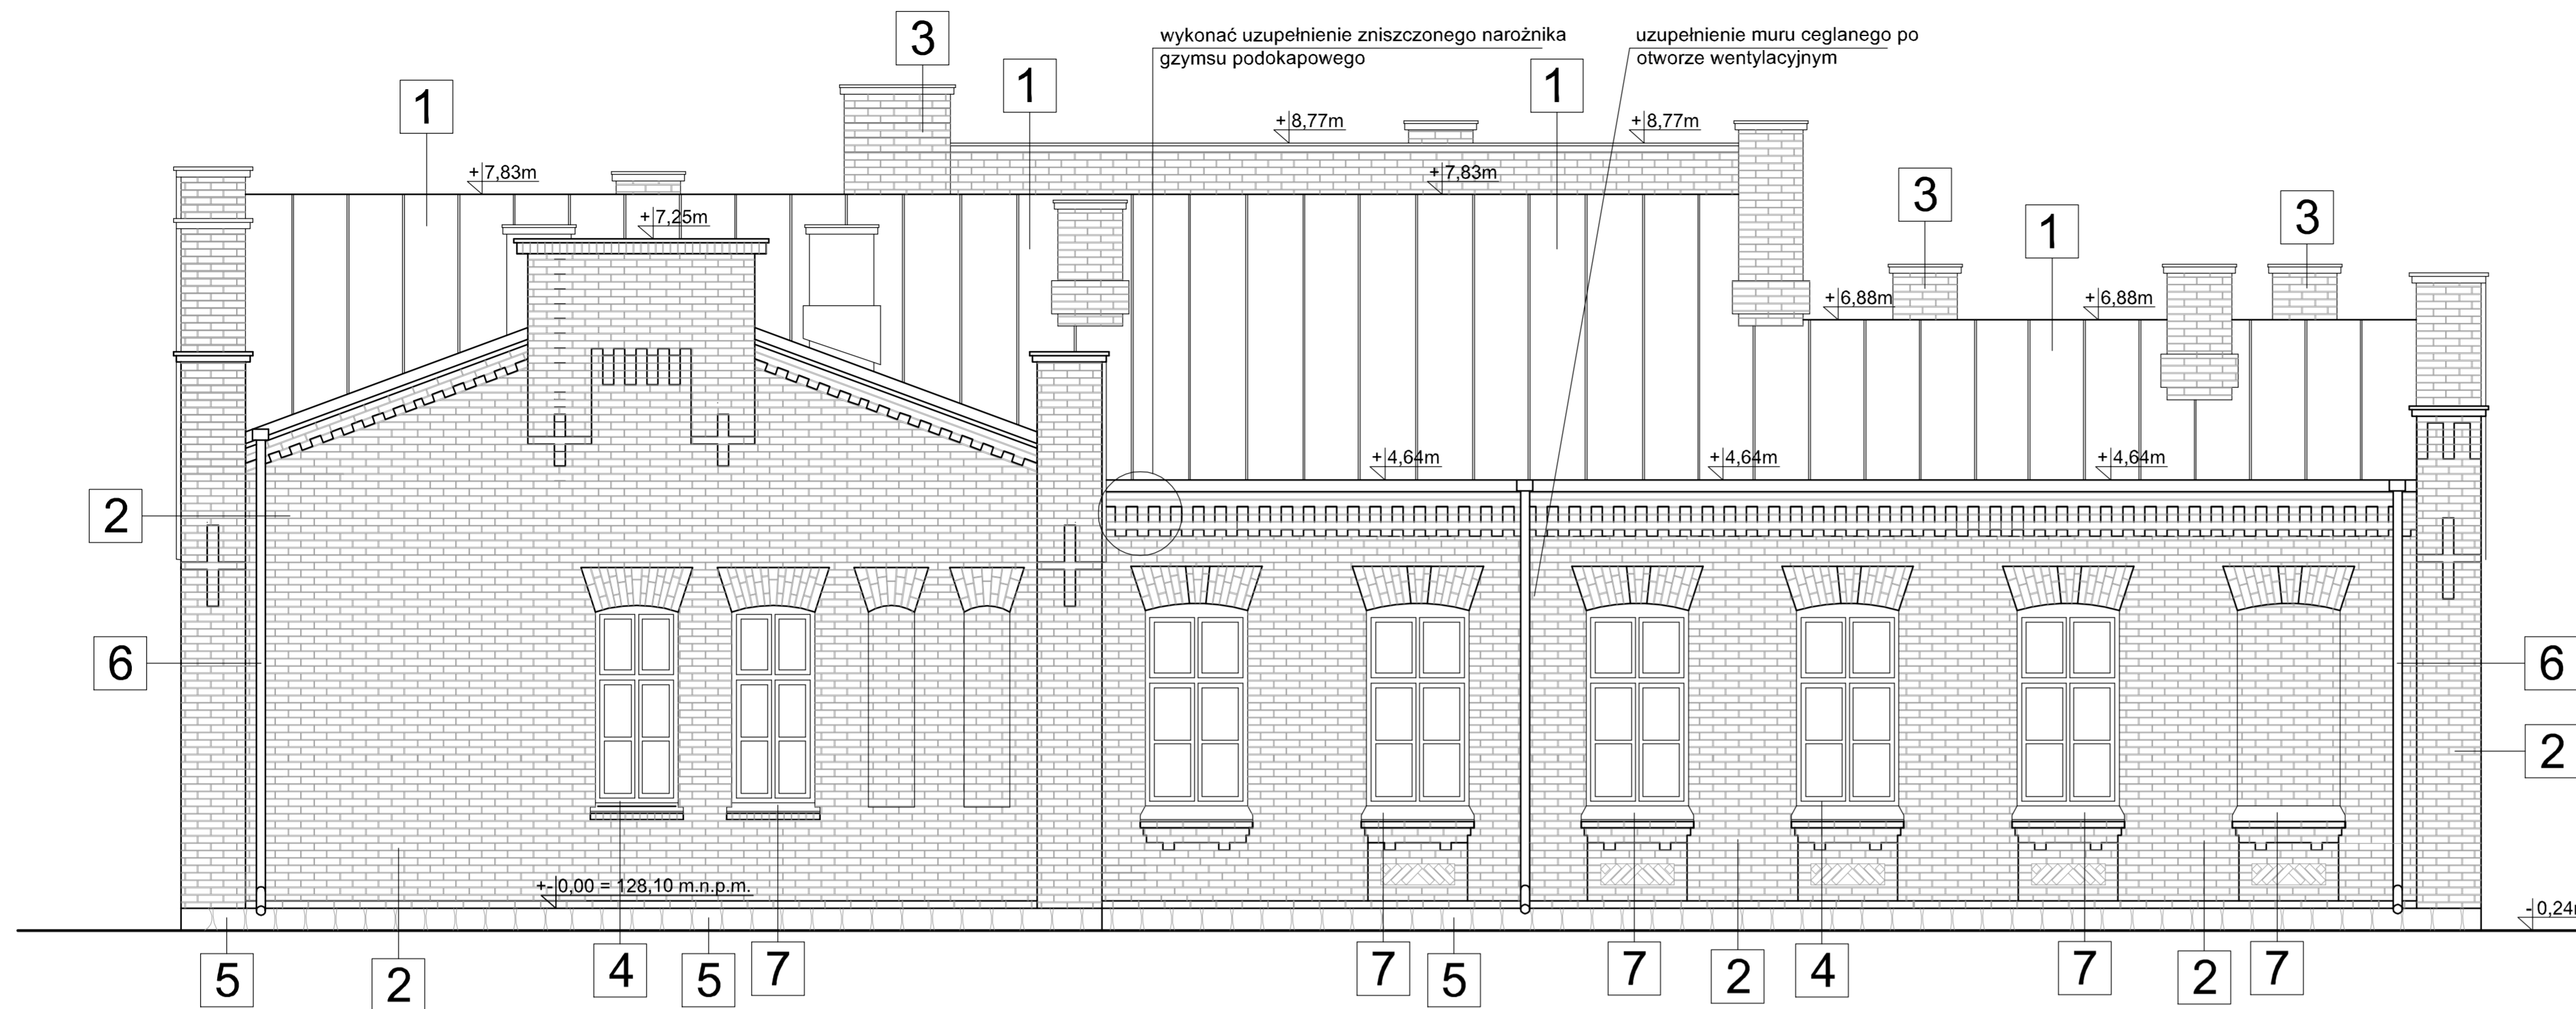 3
wykonać uzupełnienie zniszczonego narożnika
gzymsu podokapowego
uzupełnienie muru ceglanego po
otworze wentylacyjnym
1
1
1
+8,77m
+8,77m
+7,83m
+7,83m
3
3
+7,25m
1
+6,88m
+6,88m
+4,64m
+4,64m
+4,64m
2
6
6
2
+-0,00 = 128,10 m.n.p.m.
-0,24
5
2
4
5
7
7
5
7
2
4
7
2
7